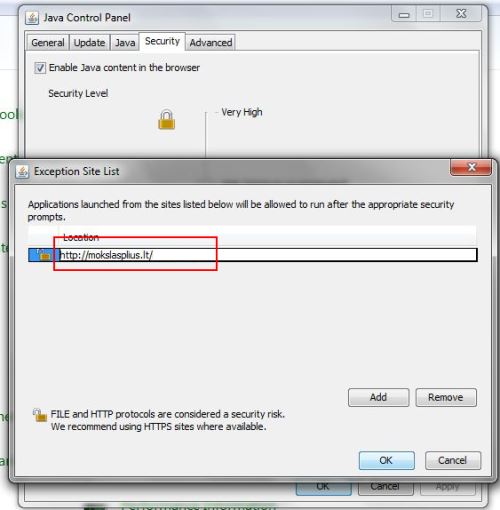 Java Control Panel
General Update Java Security Advanced
Enable Java content in the browser
Security Level
Very High
Exception Site List
Applications launched from the sites listed below will be allowed to run after the appropriate security
prompts.
Location
http://mokslasplius.lt/
Add Remove
FILE and HTTP protocols are considered a security risk.
We recommend using HTTPS sites where available.
OK Cancel
OK Cancel Apply
Performance Information